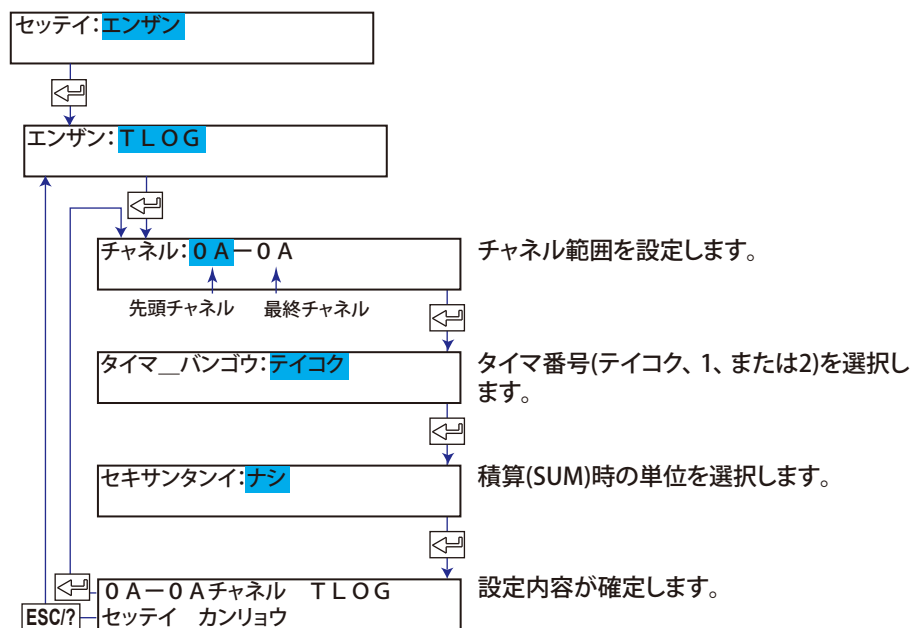 セッテイ：エンザン
エンザン：ＴＬＯＧ
チャネル：０Ａ－０Ａ
チャネル範囲を設定します。
先頭チャネル　最終チャネル
タイマ＿バンゴウ：テイコク
タイマ番号(テイコク、1、または2)を選択し
ます。
セキサンタンイ：ナシ
積算(SUM)時の単位を選択します。
０Ａ－０Ａチャネル　ＴＬＯＧ
設定内容が確定します。
ESC/?
セッテイ　カンリョウ